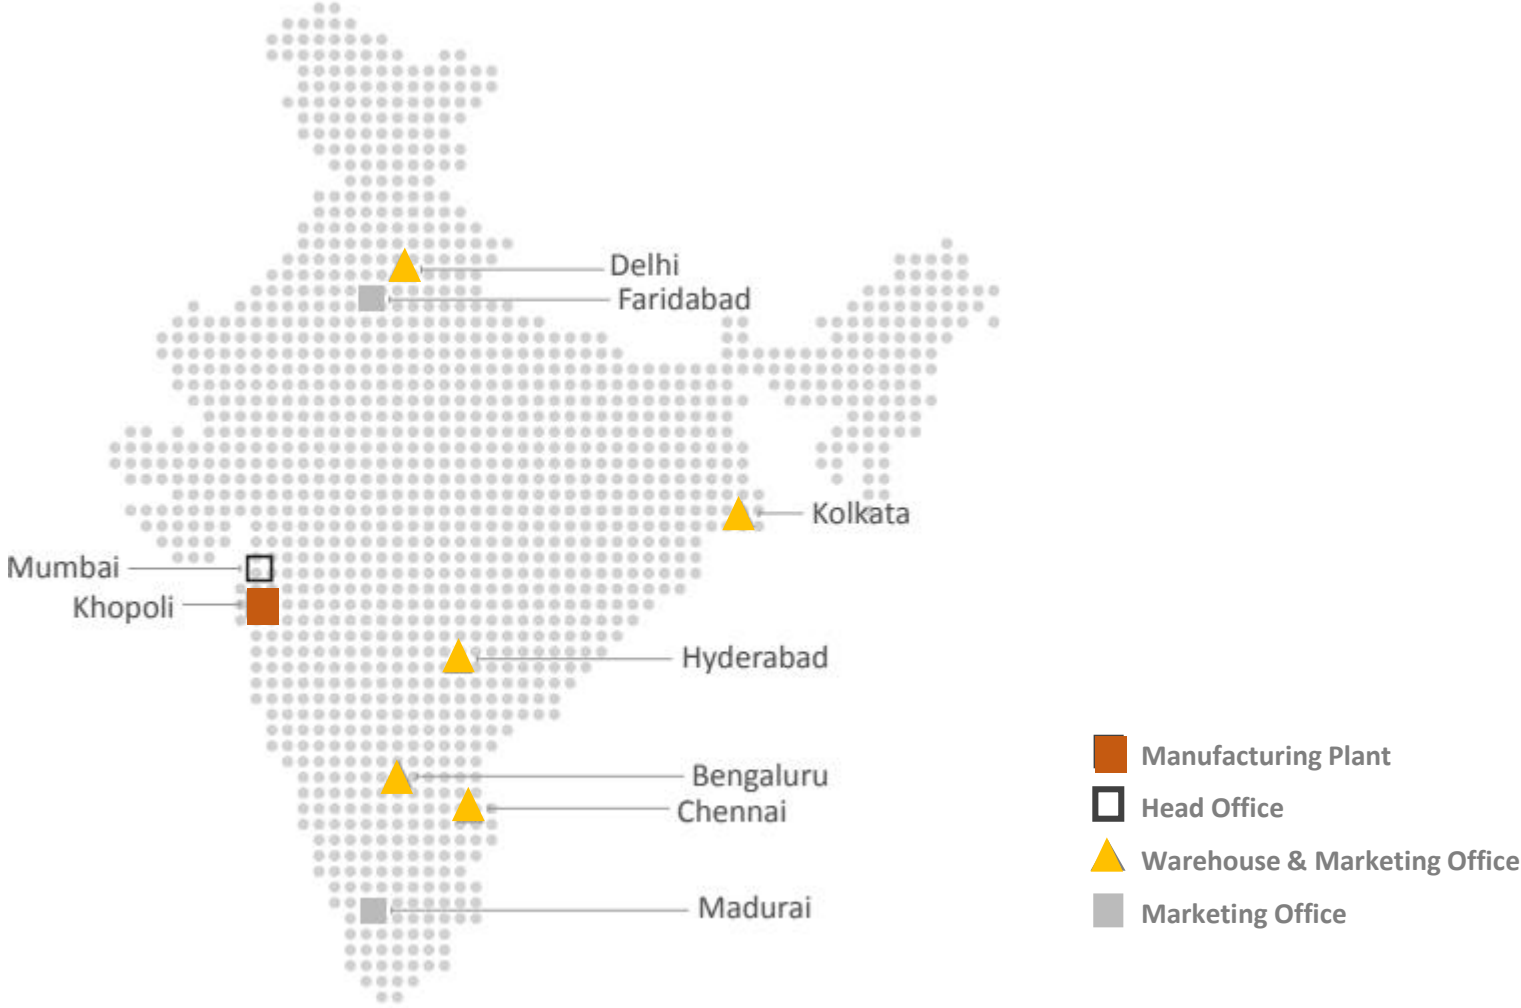 Delhi
Faridabad
Kolkata
Mumbai
Khopoli
Hyderabad
Bengaluru
Chennai
Madurai
Manufacturing Plant
Head Office
Warehouse & Marketing Office
Marketing Office